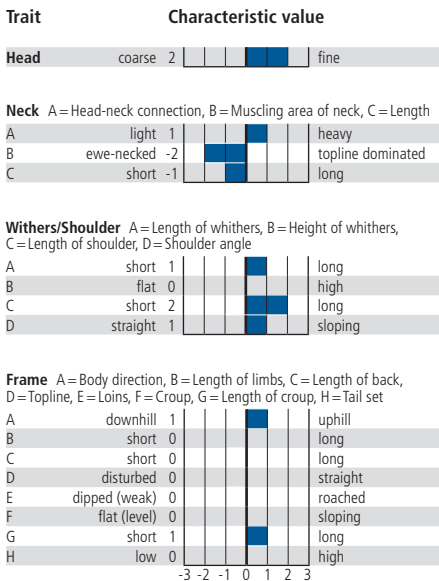 Trait Characteristic value
Head coarse 2 fine
Neck A = Head-neck connection, B = Muscling area of neck, C = Length
A light 1 heavy
B ewe-necked -2 topline dominated
C short -1 long
Withers/Shoulder A = Length of whithers, B = Height of whithers,
C = Length of shoulder, D = Shoulder angle
A short 1 long
B flat 0 high
C short 2 long
D straight 1 sloping
Frame A = Body direction, B = Length of limbs, C = Length of back,
D = Topline, E = Loins, F = Croup, G = Length of croup, H = Tail set
A downhill 1 uphill
B short 0 long
C short 0 long
D disturbed 0 straight
E dipped (weak) 0 roached
F flat (level) 0 sloping
G short 1 long
H low 0 high
-3 -2 -1 0 1 2 3